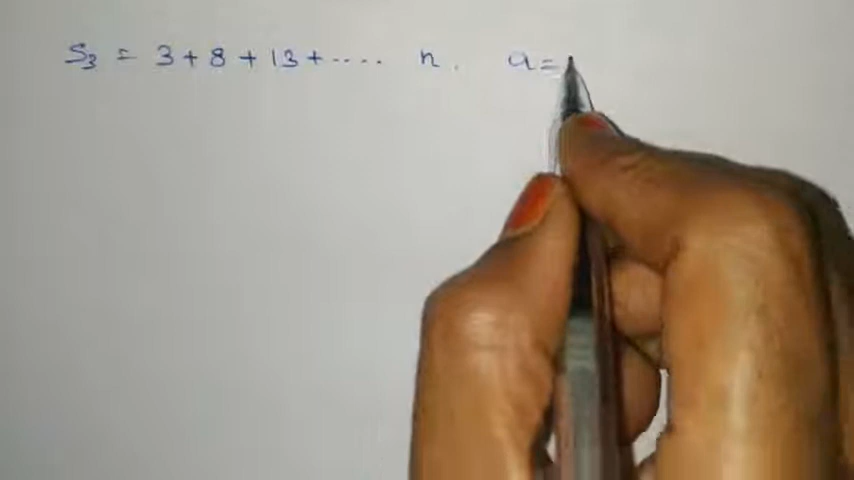 S₃ = 3 + 8 + 13 + ···· n. a =